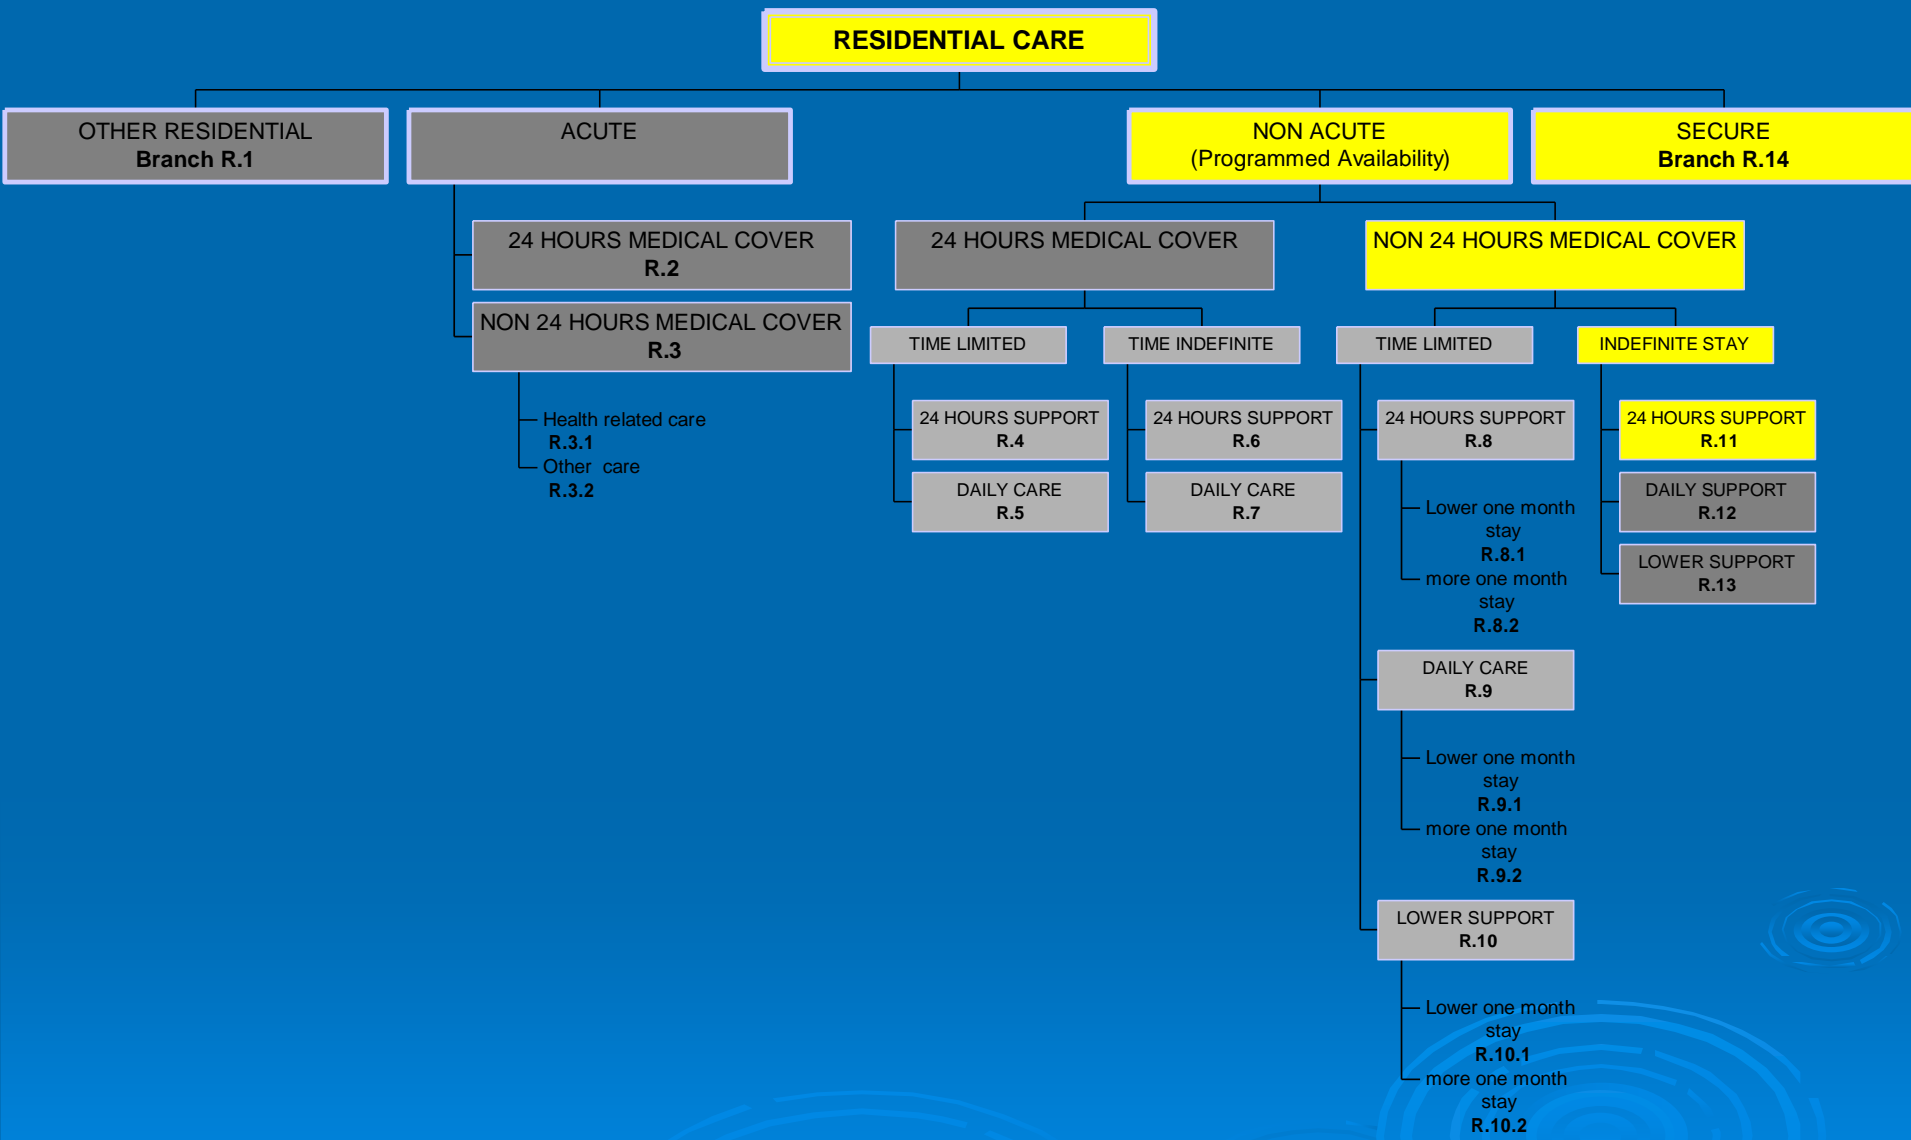 RESIDENTIAL CARE
OTHER RESIDENTIAL
Branch R.1
ACUTE
NON ACUTE
(Programmed Availability)
SECURE
Branch R.14
24 HOURS MEDICAL COVER
R.2
NON 24 HOURS MEDICAL COVER
R.3
Health related care
R.3.1
Other care
R.3.2
24 HOURS MEDICAL COVER
NON 24 HOURS MEDICAL COVER
TIME LIMITED
24 HOURS SUPPORT
R.4
DAILY CARE
R.5
TIME INDEFINITE
24 HOURS SUPPORT
R.6
DAILY CARE
R.7
TIME LIMITED
24 HOURS SUPPORT
R.8
Lower one month
stay
R.8.1
more one month
stay
R.8.2
DAILY CARE
R.9
Lower one month
stay
R.9.1
more one month
stay
R.9.2
LOWER SUPPORT
R.10
Lower one month
stay
R.10.1
more one month
stay
R.10.2
INDEFINITE STAY
24 HOURS SUPPORT
R.11
DAILY SUPPORT
R.12
LOWER SUPPORT
R.13